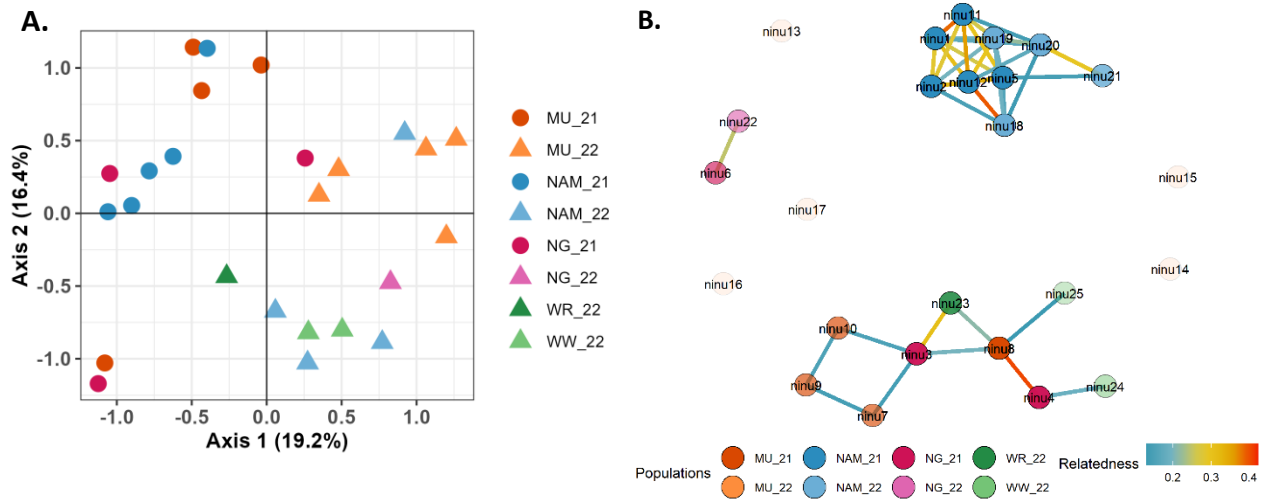 A.
B.
1.0
0.5
0.0
-0.5
-1.0
Axis 2 (16.4%)
-1.0
-0.5
0.0
0.5
1.0
Axis 1 (19.2%)
MU_21
MU_22
NAM_21
NAM_22
NG_21
NG_22
WR_22
WW_22
ninu13
ninu11
ninu1
ninu19
ninu20
ninu21
ninu2
ninu12
ninu5
ninu18
ninu22
ninu6
ninu15
ninu17
ninu14
ninu16
ninu25
ninu23
ninu10
ninu3
ninu8
ninu9
ninu4
ninu24
ninu7
Populations
MU_21
NAM_21
NG_21
WR_22
MU_22
NAM_22
NG_22
WW_22
Relatedness
0.2
0.3
0.4